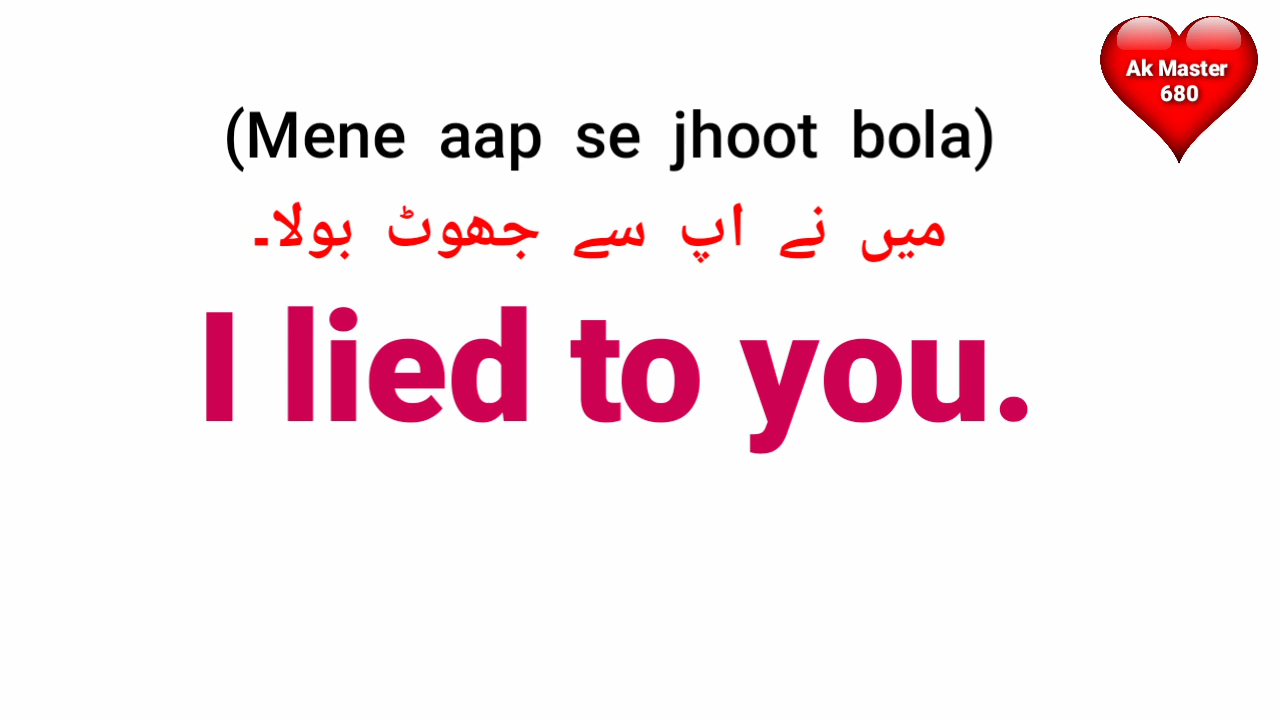 Ak Master
680
(Mene aap se jhoot bola)
میں نے اپ سے جھوٹ بولا۔
I lied to you.